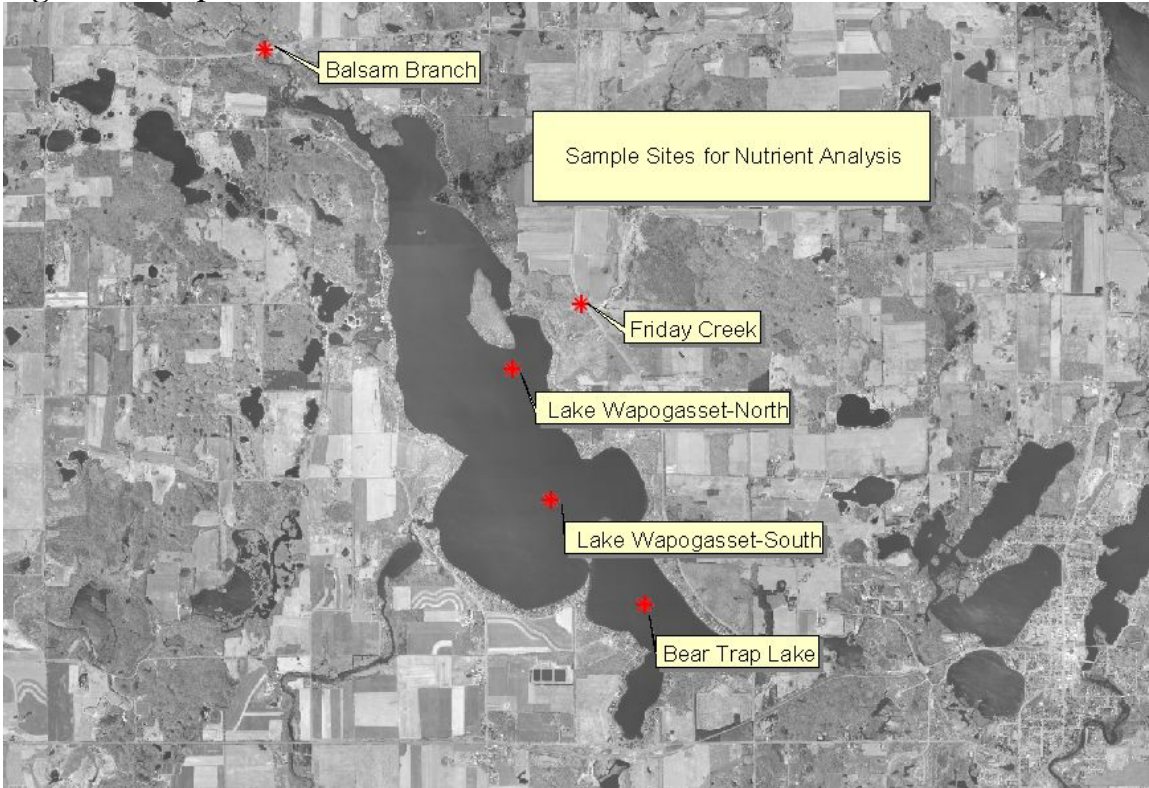 Balsam Branch
Sample Sites for Nutrient Analysis
Friday Creek
Lake Wapogasset-North
Lake Wapogasset-South
Bear Trap Lake